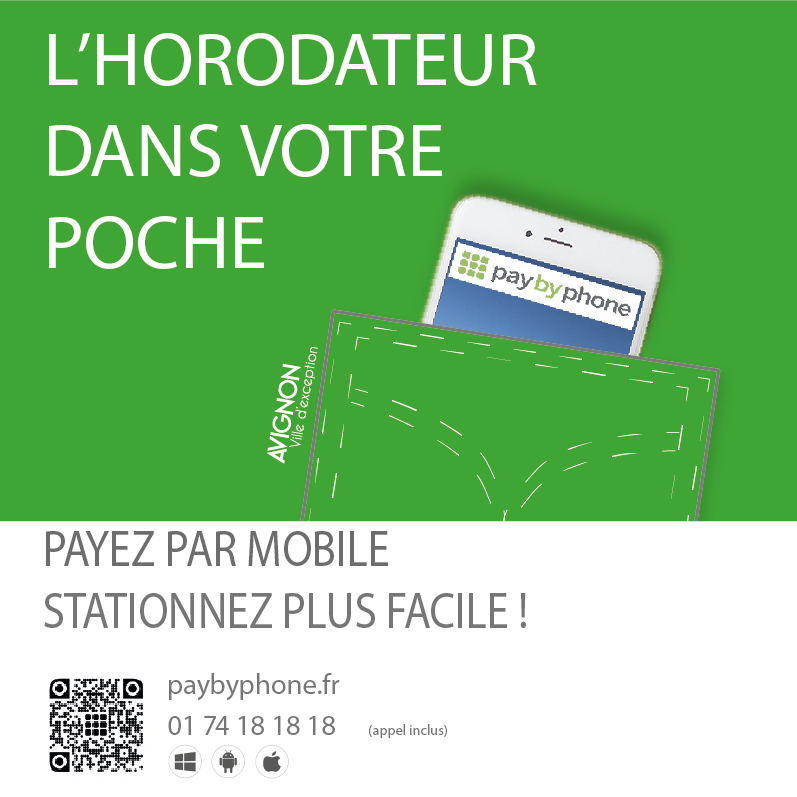 L'HORODATEUR
DANS VOTRE
POCHE
paybyphone
AVIGNON
Ville d'exception
PAYEZ PAR MOBILE
STATIONNEZ PLUS FACILE !
paybyphone.fr
01 74 18 18 18 (appel inclus)